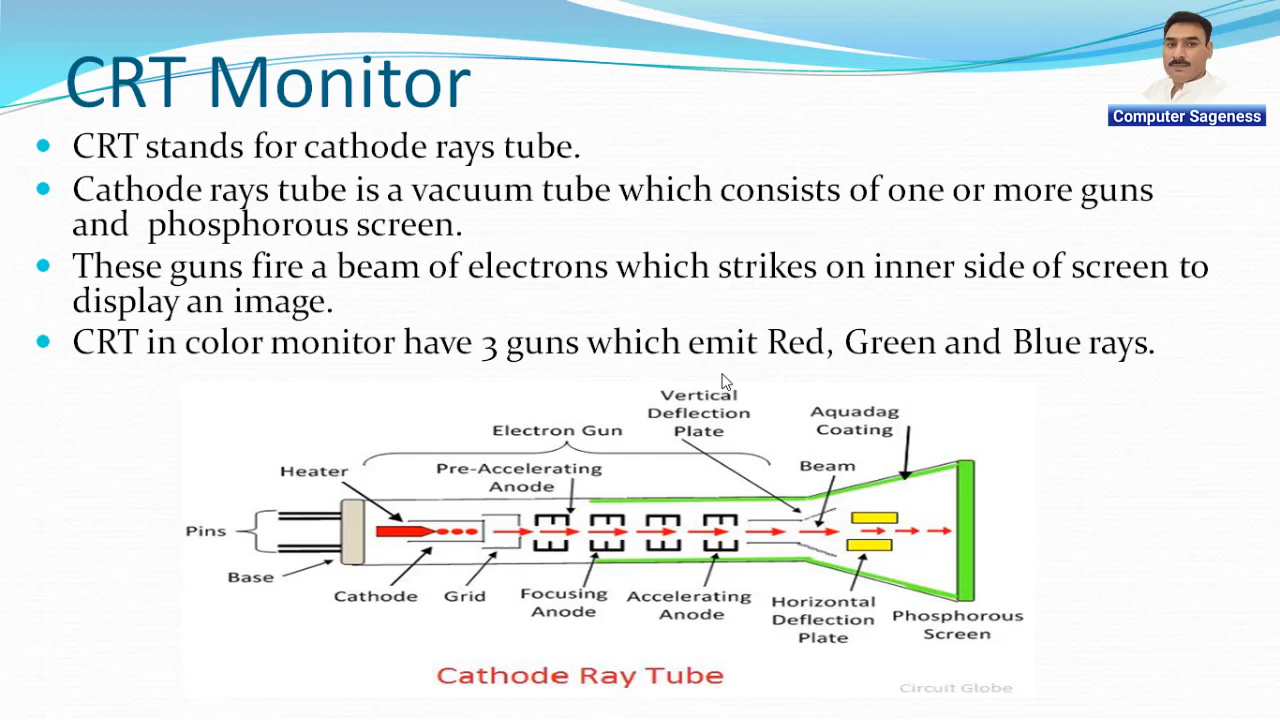 CRT Monitor
Computer Sageness
CRT stands for cathode rays tube.
Cathode rays tube is a vacuum tube which consists of one or more guns
and phosphorous screen.
These guns fire a beam of electrons which strikes on inner side of screen to
display an image.
CRT in color monitor have 3 guns which emit Red, Green and Blue rays.
Vertical
Deflection
Plate
Aquadag
Coating
Electron Gun
Heater
Pre-Accelerating
Anode
Beam
Pins
Base
Cathode
Grid
Focusing
Anode
Accelerating
Anode
Horizontal
Deflection
Plate
Phosphorous
Screen
Cathode Ray Tube
Circuit Globe